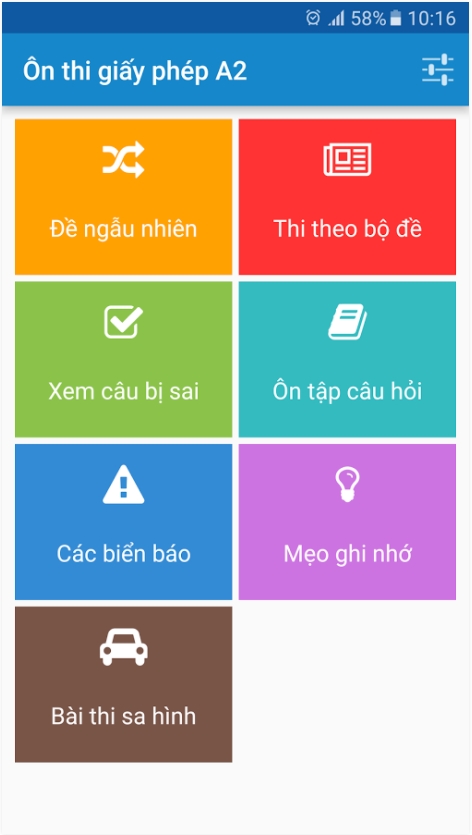 58% 10:16
Ôn thi giấy phép A2
Đề ngẫu nhiên
Thi theo bộ đề
Xem câu bị sai
Ôn tập câu hỏi
Các biển báo
Mẹo ghi nhớ
Bài thi sa hình